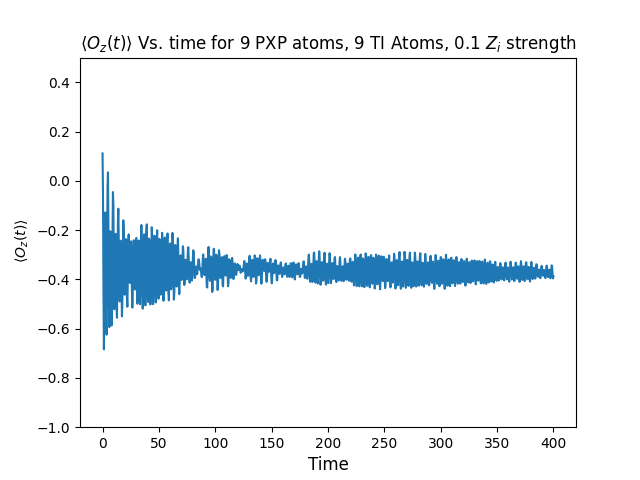 ⟨O_z(t)⟩ Vs. time for 9 PXP atoms, 9 TI Atoms, 0.1 Z_i strength
0.4
0.2
0.0
−0.2
−0.4
−0.6
−0.8
−1.0
⟨O_z(t)⟩
0 50 100 150 200 250 300 350 400
Time